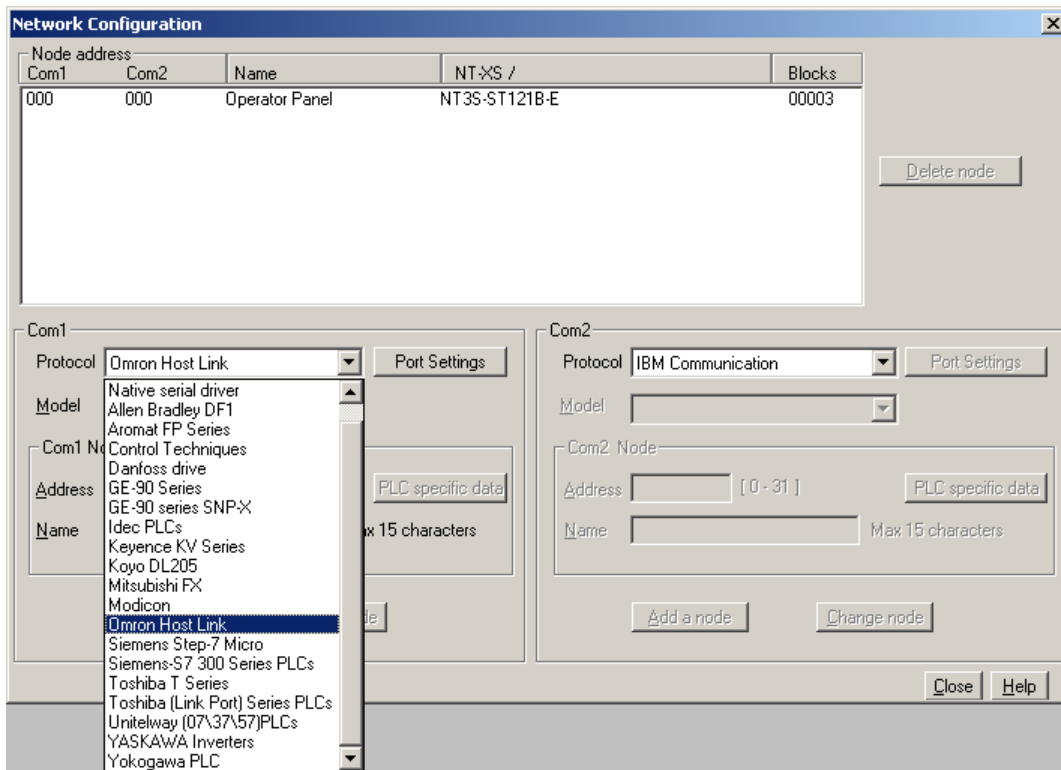 Network Configuration
Node address
Com1 Com2 Name NT-XS / Blocks
000 000 Operator Panel NT3S-ST121B-E 00003
Delete node
Com1
Protocol Omron Host Link Port Settings
Native serial driver
Allen Bradley DF1
Aromat FP Series
Control Techniques
Danfoss drive
GE-90 Series
GE-90 series SNP-X
Idec PLCs
Keyence KV Series
Koyo DL205
Mitsubishi FX
Modicon
Omron Host Link
Siemens Step-7 Micro
Siemens-S7 300 Series PLCs
Toshiba T Series
Toshiba (Link Port) Series PLCs
Unitelway (07\37\57)PLCs
YASKAWA Inverters
Yokogawa PLC
Model
Com1 No
Address PLC specific data
Name ax 15 characters
de
Com2
Protocol IBM Communication Port Settings
Model
Com2 Node
Address [ 0 - 31 ] PLC specific data
Name Max 15 characters
Add a node Change node
Close Help